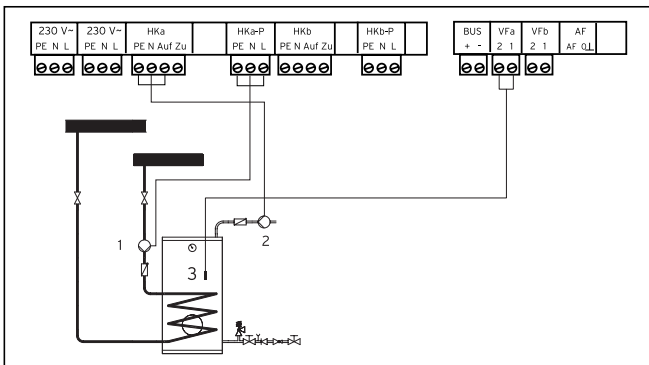 230 V~ 230 V~ HKa HKa-P HKb HKb-P BUS VFa VFb AF
PE N L PE N L PE N Auf Zu PE N L PE N Auf Zu PE N L + - 2 1 2 1 AF 0⊥
1
2
3